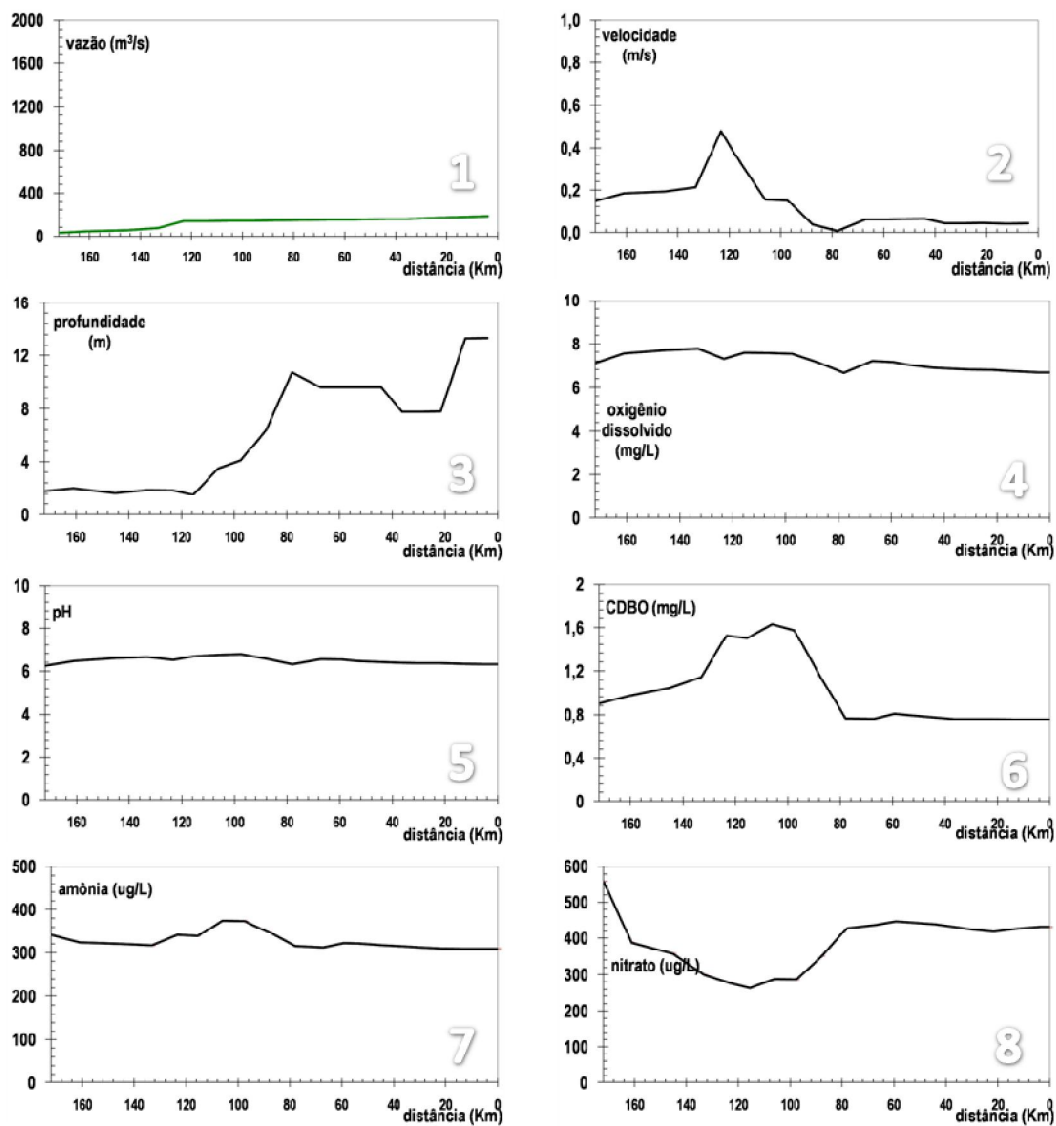 2000
vazão (m³/s)
1600
1200
800
400
0
1
160 140 120 100 80 60 40 20 0
distância (Km)
1,0
velocidade
(m/s)
0,8
0,6
0,4
0,2
0,0
2
160 140 120 100 80 60 40 20 0
distância (Km)
16
profundidade
(m)
12
8
4
0
3
160 140 120 100 80 60 40 20 0
distância (Km)
10
8
6
oxigênio
dissolvido
(mg/L)
4
2
0
4
160 140 120 100 80 60 40 20 0
distância (Km)
10
pH
8
6
4
2
0
5
160 140 120 100 80 60 40 20 0
distância (Km)
2
CDBO (mg/L)
1,6
1,2
0,8
0,4
0
6
160 140 120 100 80 60 40 20 0
distância (Km)
500
amônia (ug/L)
400
300
200
100
0
7
160 140 120 100 80 60 40 20 0
distância (Km)
600
500
400
nitrato (ug/L)
300
200
100
0
8
160 140 120 100 80 60 40 20 0
distância (Km)